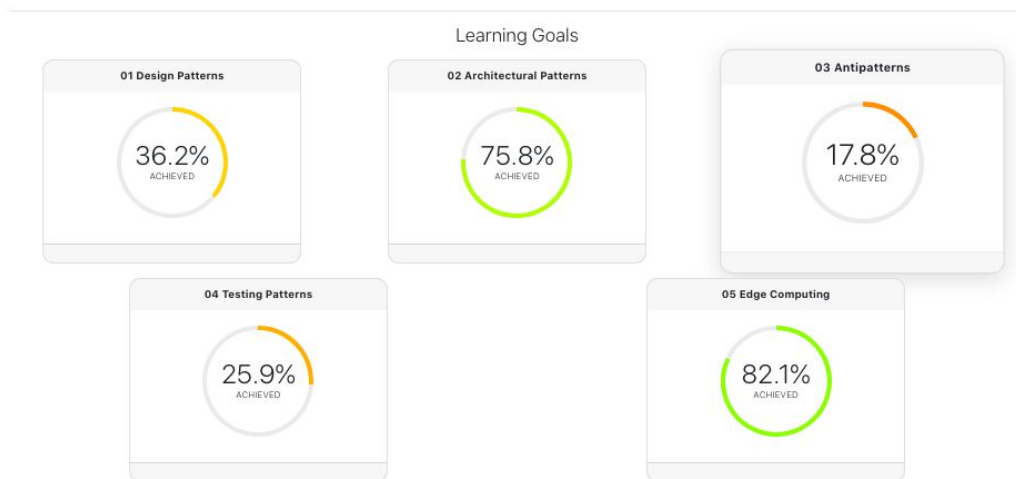 Learning Goals
01 Design Patterns
36.2%
ACHIEVED
02 Architectural Patterns
75.8%
ACHIEVED
03 Antipatterns
17.8%
ACHIEVED
04 Testing Patterns
25.9%
ACHIEVED
05 Edge Computing
82.1%
ACHIEVED